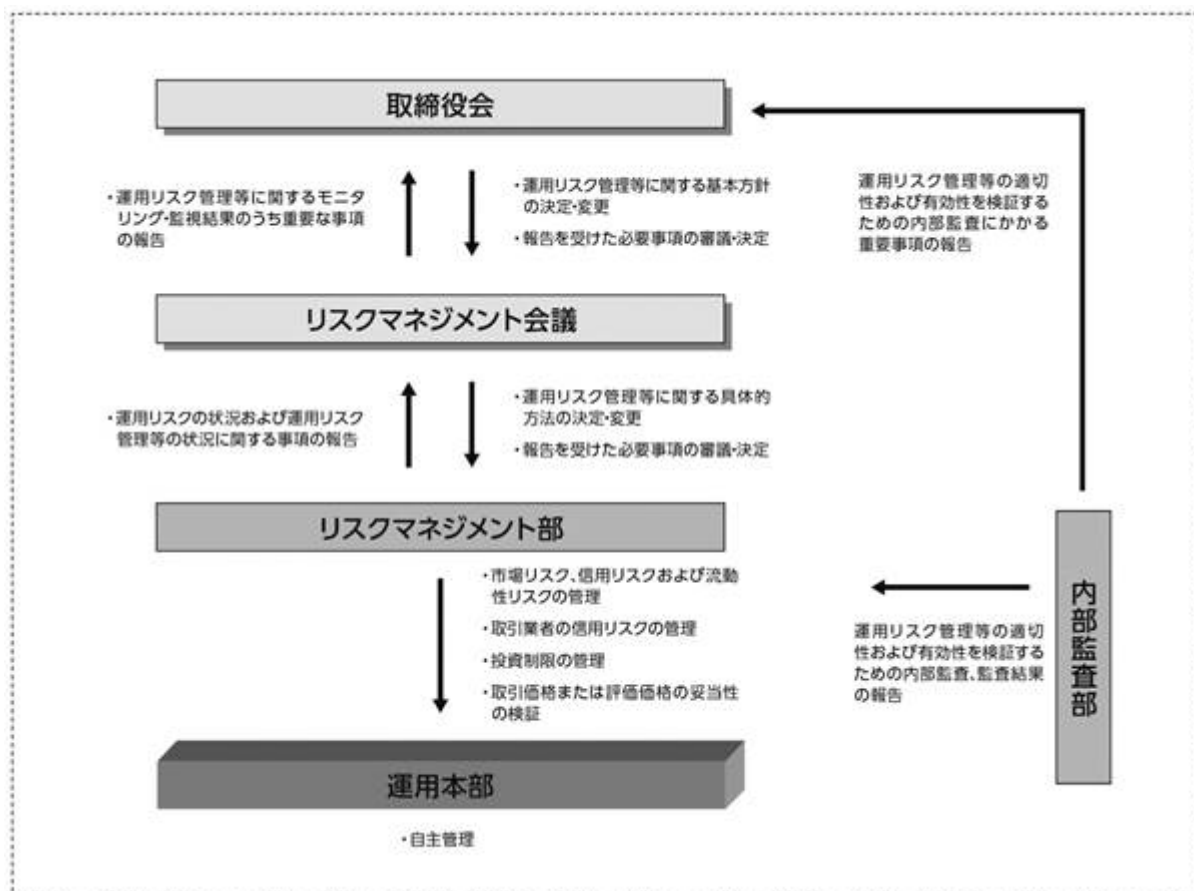 取締役会
・運用リスク管理等に関するモニタ
リング・監視結果のうち重要な事項
の報告
・運用リスク管理等に関する基本方針
の決定・変更
・報告を受けた必要事項の審議・決定
運用リスク管理等の適切
性および有効性を検証する
ための内部監査にかかる
重要事項の報告
リスクマネジメント会議
・運用リスクの状況および運用リスク
管理等の状況に関する事項の報告
・運用リスク管理等に関する具体的
方法の決定・変更
・報告を受けた必要事項の審議・決定
リスクマネジメント部
・市場リスク、信用リスクおよび流動
性リスクの管理
・取引業者の信用リスクの管理
・投資制限の管理
・取引価格または評価価格の妥当性
の検証
運用リスク管理等の適切
性および有効性を検証する
ための内部監査、監査結果
の報告
内部監査部
運用本部
・自主管理